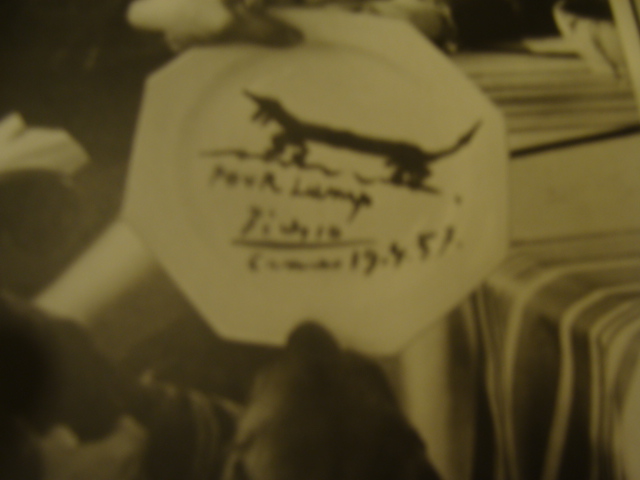 POUR Lump
Picasso
Cannes 19.4.57.